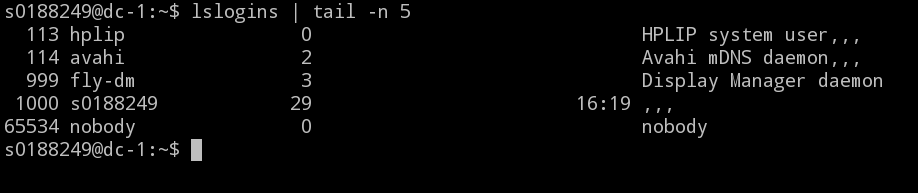 s0188249@dc-1:~$ lslogins | tail -n 5
113 hplip 0 HPLIP system user,,,
114 avahi 2 Avahi mDNS daemon,,,
999 fly-dm 3 Display Manager daemon
1000 s0188249 29 16:19 ,,,
65534 nobody 0 nobody
s0188249@dc-1:~$